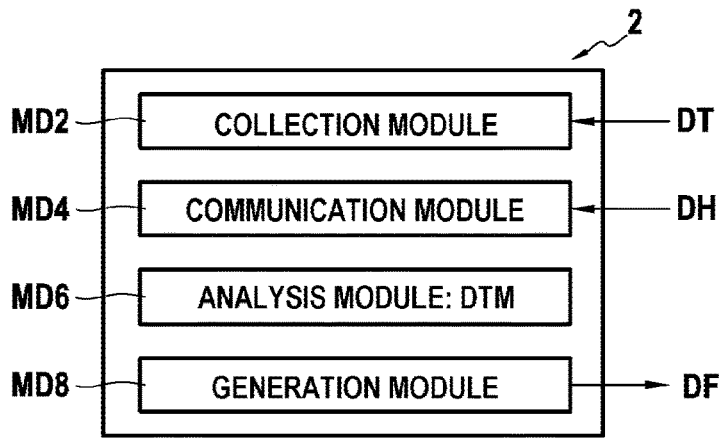 2
MD2 COLLECTION MODULE DT
MD4 COMMUNICATION MODULE DH
MD6 ANALYSIS MODULE: DTM
MD8 GENERATION MODULE DF